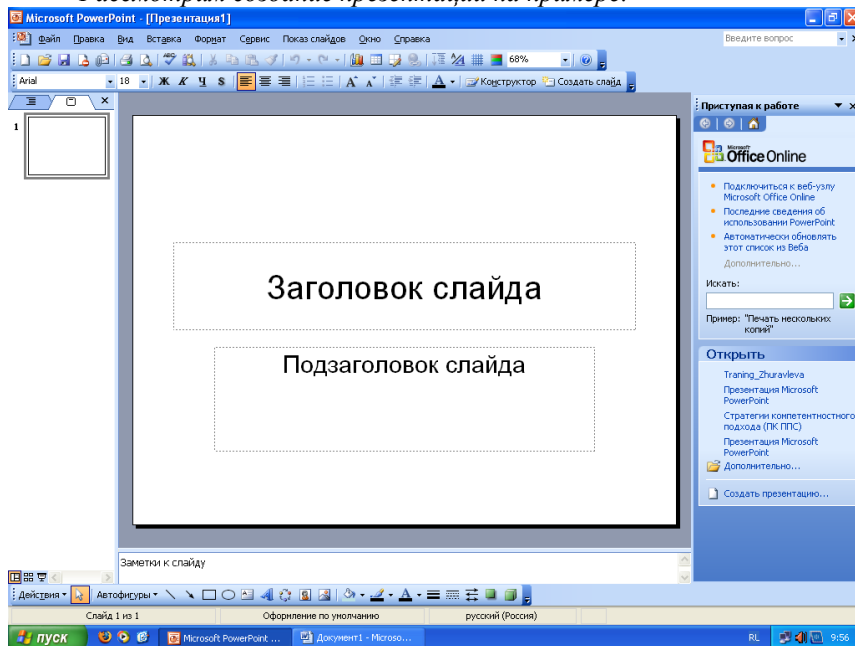 Рассмотрим создание презентации на примере.
Microsoft PowerPoint - [Презентация1]
Файл Правка Вид Вставка Формат Сервис Показ слайдов Окно Справка
Введите вопрос
68%
Arial 18 Ж К Ч S Конструктор Создать слайд
Приступая к работе
1
Microsoft
Office Online
Подключиться к веб-узлу
Microsoft Office Online
Последние сведения об
использовании PowerPoint
Автоматически обновлять
этот список из Веба
Дополнительно...
Искать:
Пример: "Печать нескольких
копий"
Заголовок слайда
Подзаголовок слайда
Открыть
Traning_Zhuravleva
Презентация Microsoft
PowerPoint
Стратегии компетентностного
подхода (ПК ППС)
Презентация Microsoft
PowerPoint
Дополнительно...
Создать презентацию...
Заметки к слайду
Действия Автофигуры
Слайд 1 из 1 Оформление по умолчанию русский (Россия)
пуск Microsoft PowerPoint ... Документ1 - Microso... RL 9:56